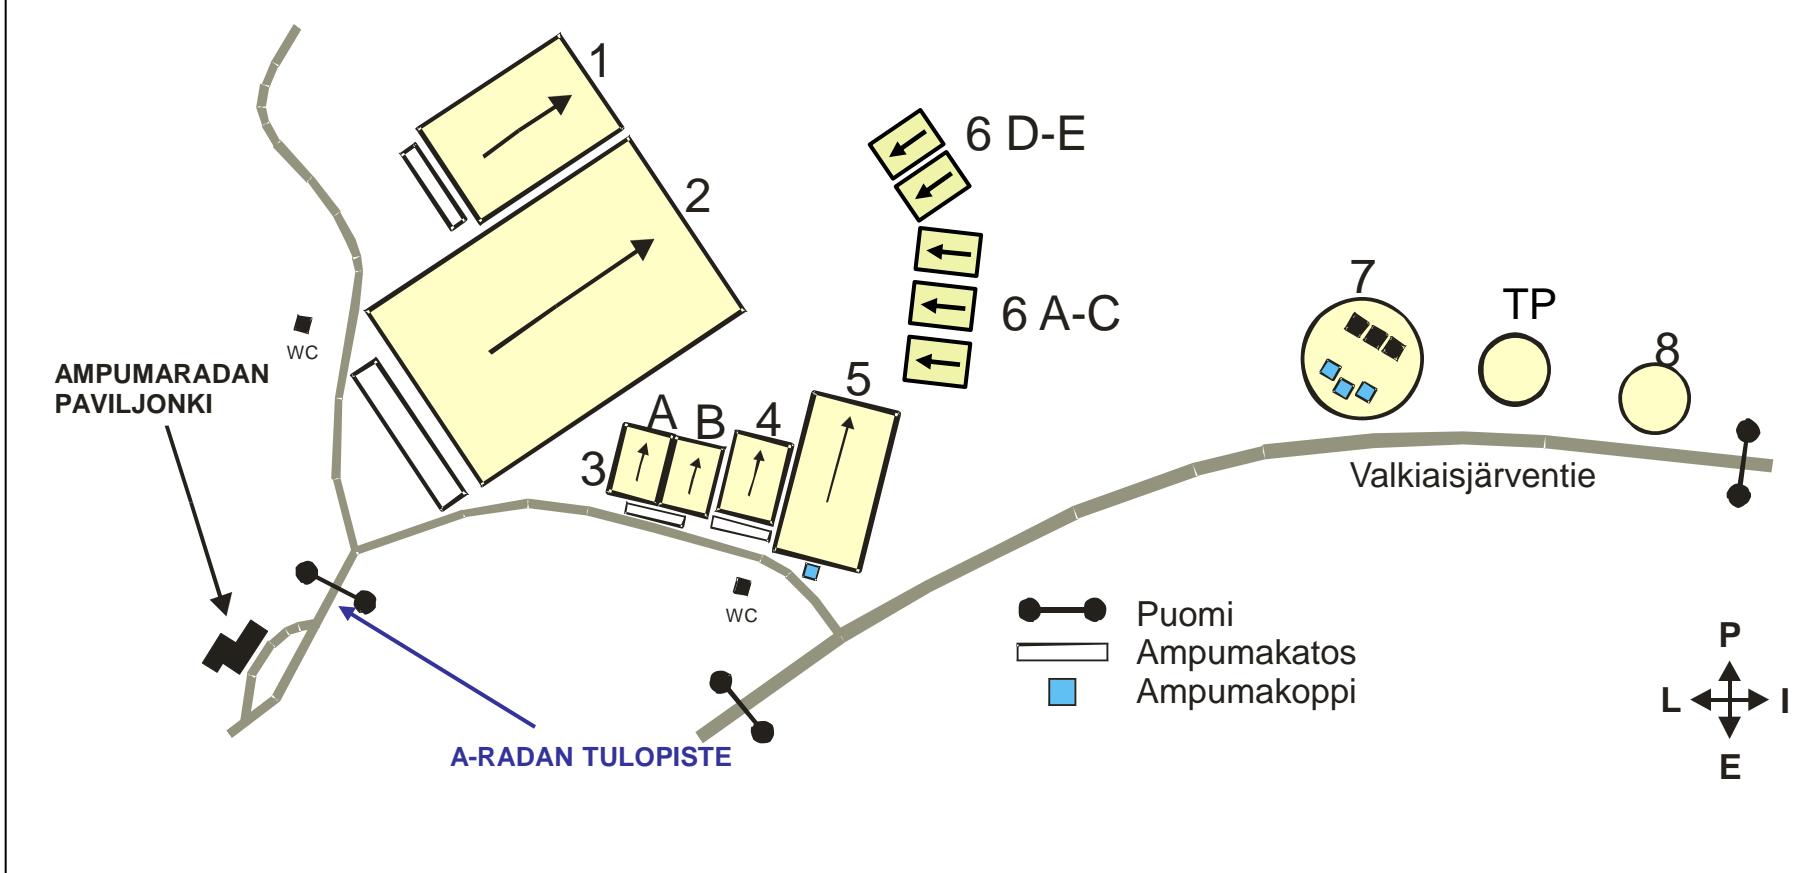 1
6 D-E
2
7
TP
6 A-C
WC
8
AMPUMARADAN
PAVILJONKI
5
A
B
4
3
Valkiaisjärventie
WC
Puomi
Ampumakatos
Ampumakoppi
P
L
I
E
A-RADAN TULOPISTE